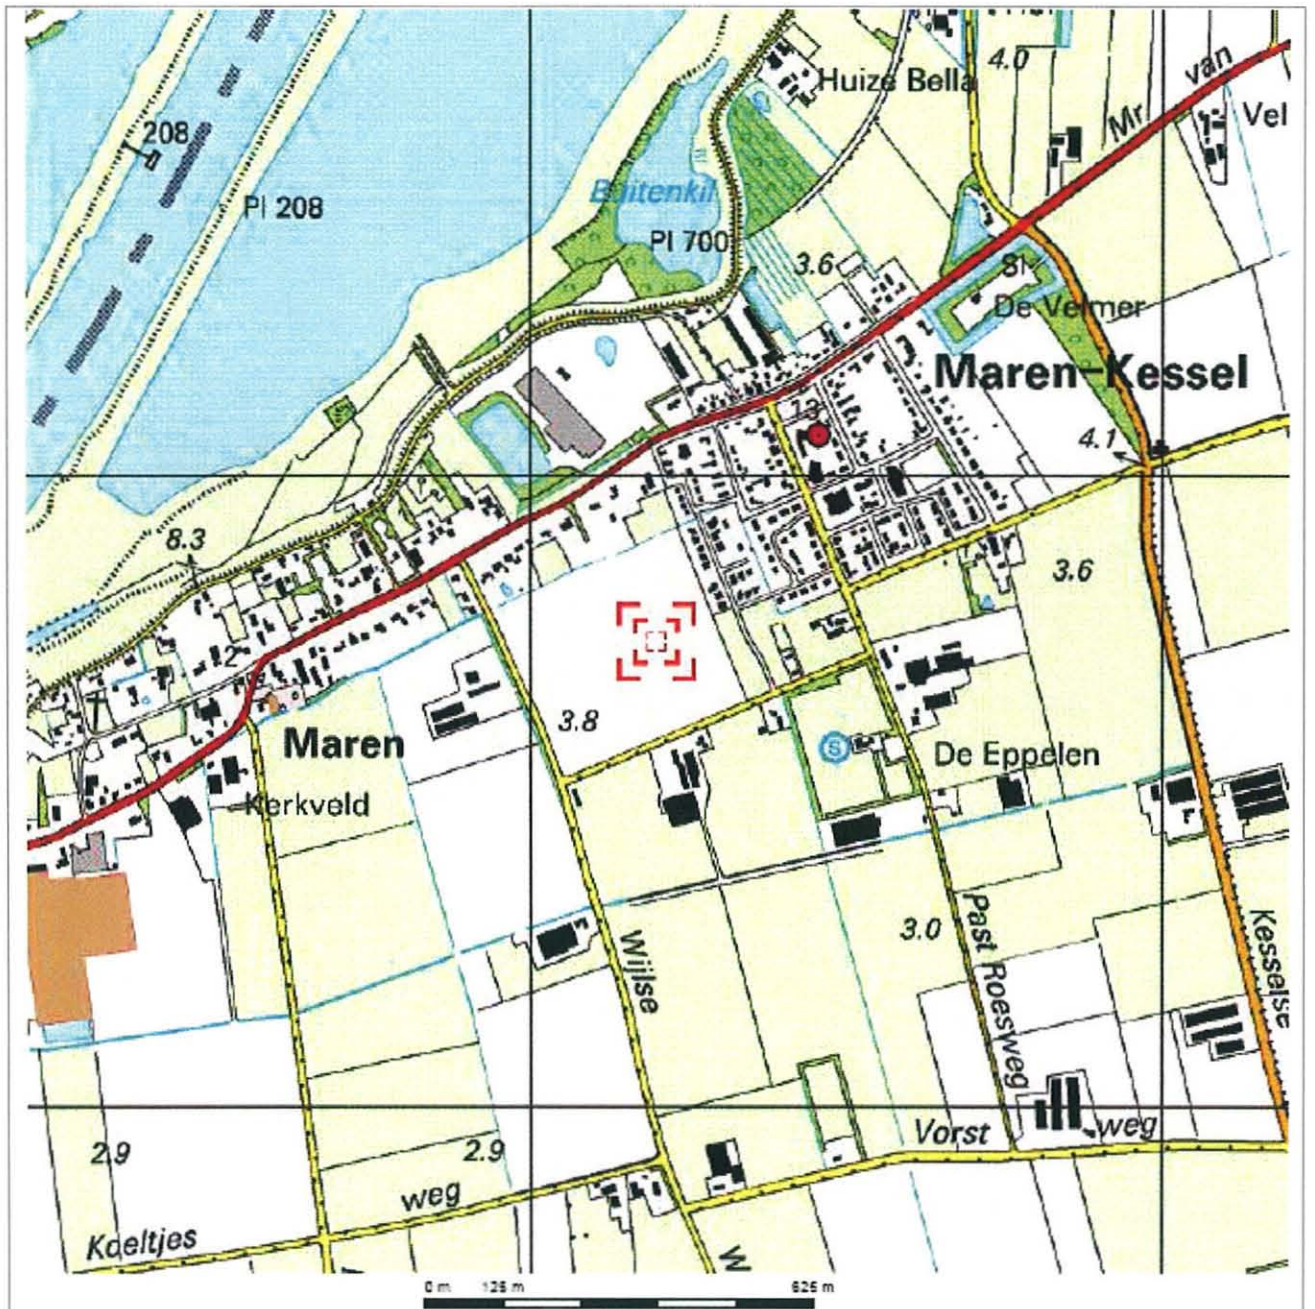 4.0
Mr van
Huize Bella
Vel
208
Pl 208
Buitenkil
Pl 700
3.6
Sl
De Velmer
Maren-Kessel
13
4.1
8.3
3.6
2
3.8
Maren
De Eppelen
Kerkveld
S
3.0
Past Roesweg
Wijlse
Kesselse
Vorst weg
2.9
2.9
weg
Koeltjes
W
0 m 125 m 625 m